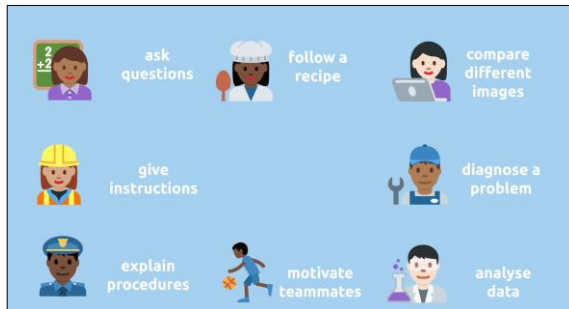 2
+2
ask
questions
follow a
recipe
compare
different
images
give
instructions
diagnose a
problem
explain
procedures
motivate
teammates
analyse
data